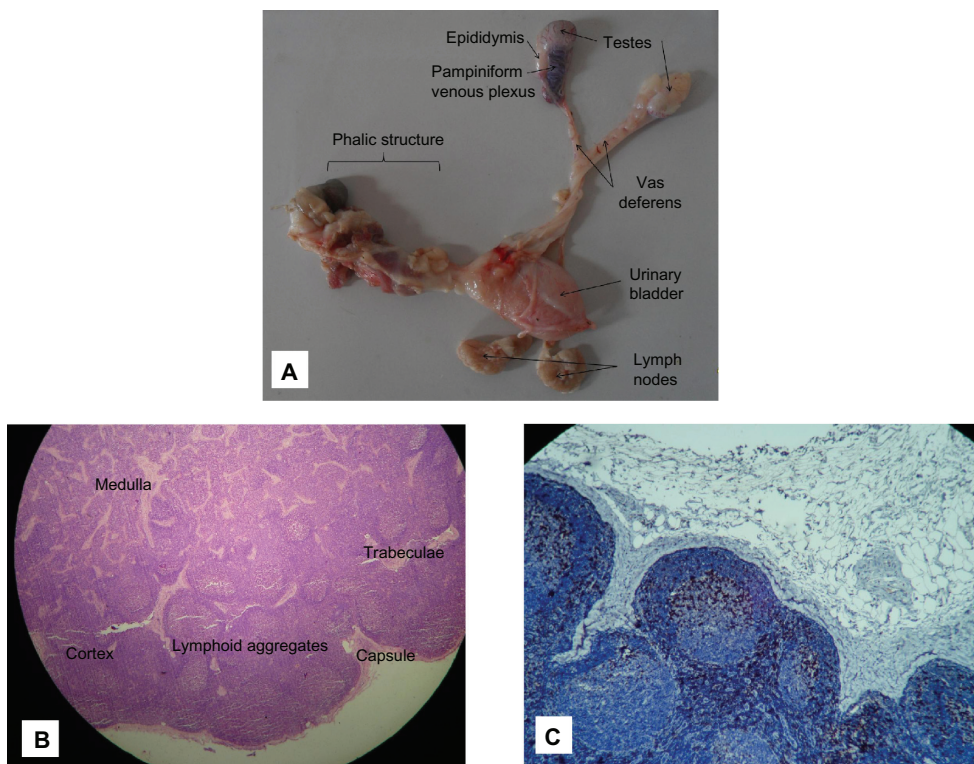 Epididymis
Testes
Pampiniform
venous plexus
Phalic structure
Vas
deferens
Urinary
bladder
Lymph
nodes
A
Medulla
Trabeculae
Lymphoid aggregates
Cortex
Capsule
B
C